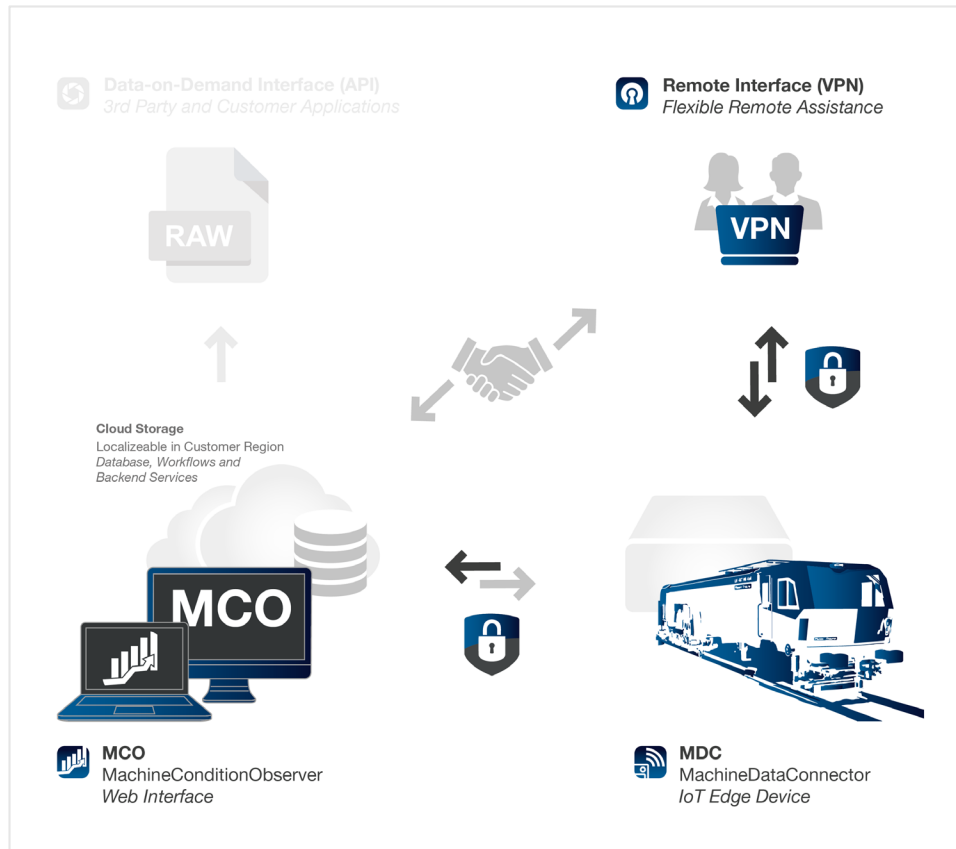 Data-on-Demand Interface (API)
3rd Party and Customer Applications
Remote Interface (VPN)
Flexible Remote Assistance
RAW
VPN
Cloud Storage
Localizeable in Customer Region
Database, Workflows and
Backend Services
MCO
MCO
MachineConditionObserver
Web Interface
MDC
MachineDataConnector
IoT Edge Device